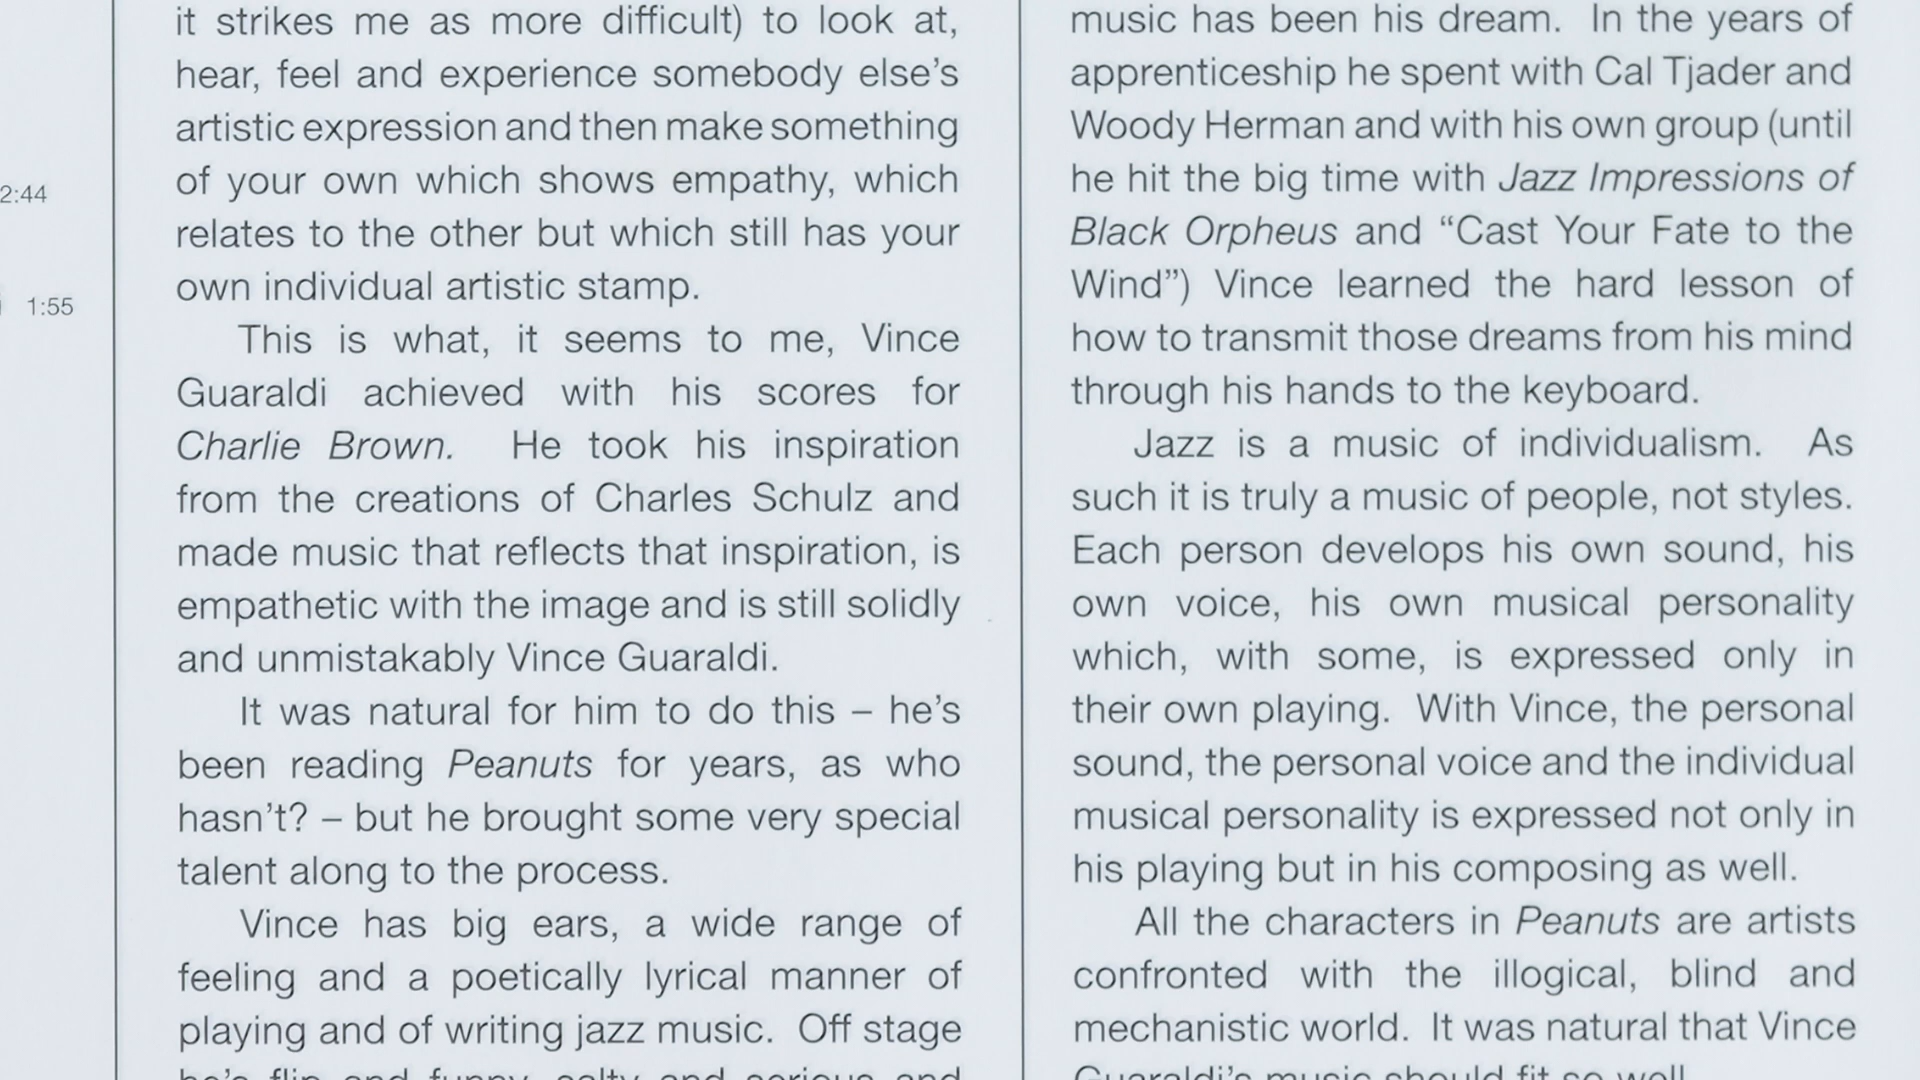 2:44
1:55
it strikes me as more difficult) to look at,
hear, feel and experience somebody else's
artistic expression and then make something
of your own which shows empathy, which
relates to the other but which still has your
own individual artistic stamp.
This is what, it seems to me, Vince
Guaraldi achieved with his scores for
Charlie Brown. He took his inspiration
from the creations of Charles Schulz and
made music that reflects that inspiration, is
empathetic with the image and is still solidly
and unmistakably Vince Guaraldi.
It was natural for him to do this – he's
been reading Peanuts for years, as who
hasn't? – but he brought some very special
talent along to the process.
Vince has big ears, a wide range of
feeling and a poetically lyrical manner of
playing and of writing jazz music. Off stage
he's flip and funny, salty and serious and
music has been his dream. In the years of
apprenticeship he spent with Cal Tjader and
Woody Herman and with his own group (until
he hit the big time with Jazz Impressions of
Black Orpheus and “Cast Your Fate to the
Wind”) Vince learned the hard lesson of
how to transmit those dreams from his mind
through his hands to the keyboard.
Jazz is a music of individualism. As
such it is truly a music of people, not styles.
Each person develops his own sound, his
own voice, his own musical personality
which, with some, is expressed only in
their own playing. With Vince, the personal
sound, the personal voice and the individual
musical personality is expressed not only in
his playing but in his composing as well.
All the characters in Peanuts are artists
confronted with the illogical, blind and
mechanistic world. It was natural that Vince
Guaraldi's music should fit so well